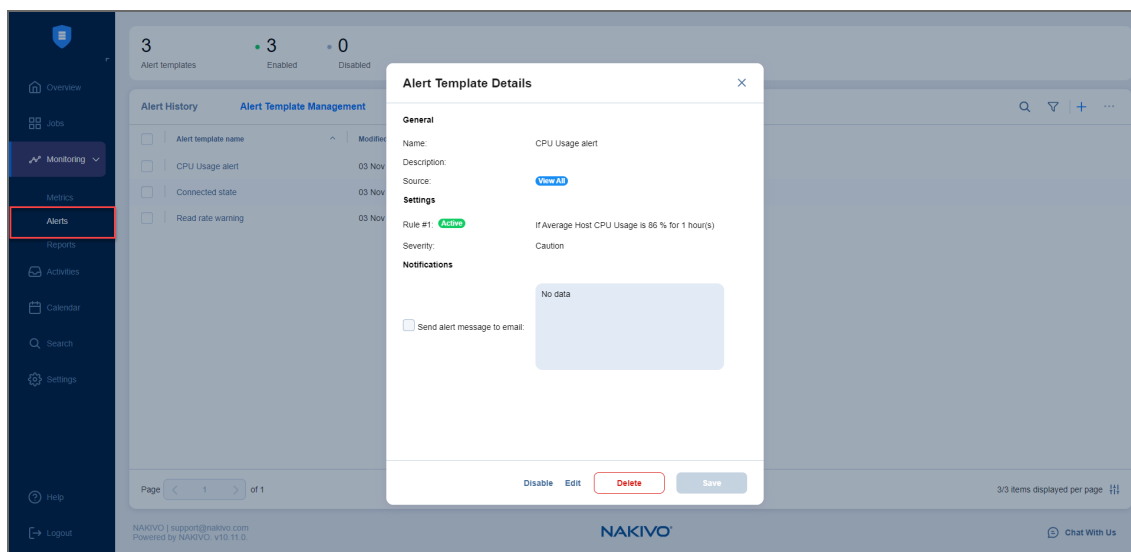 3
3
0
Alert templates
Enabled
Disabled
Overview
Jobs
Monitoring
Metrics
Alerts
Reports
Activities
Calendar
Search
Settings
Help
Logout
Alert History
Alert Template Management
Alert template name
Modified
CPU Usage alert
03 Nov
Connected state
03 Nov
Read rate warning
03 Nov
Alert Template Details
General
Name: CPU Usage alert
Description:
Source: View All
Settings
Rule #1: Active If Average Host CPU Usage is 86 % for 1 hour(s)
Severity: Caution
Notifications
No data
Send alert message to email:
Disable Edit Delete Save
Page 1 of 1
3/3 items displayed per page
NAKIVO | support@nakivo.com
Powered by NAKIVO. v10.11.0.
NAKIVO
Chat With Us